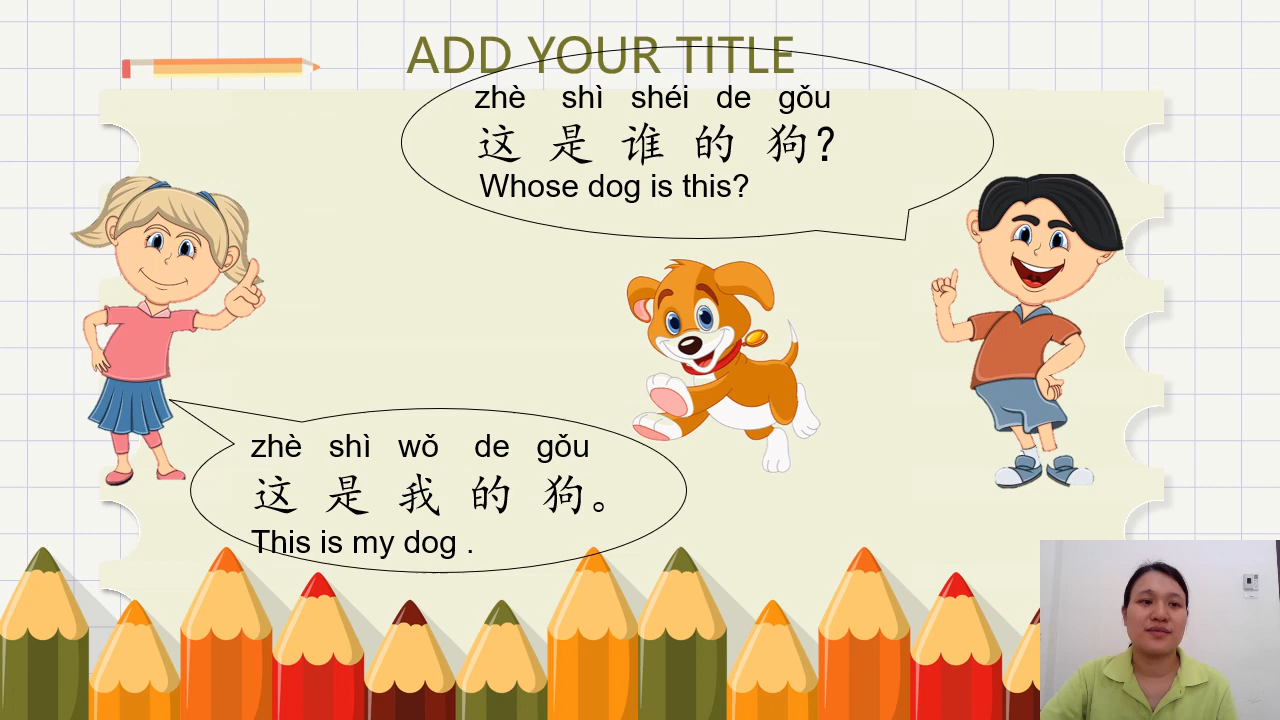 ADD YOUR TITLE
zhè shì shéi de gǒu
这 是 谁 的 狗?
Whose dog is this?
zhè shì wǒ de gǒu
这 是 我 的 狗。
This is my dog .